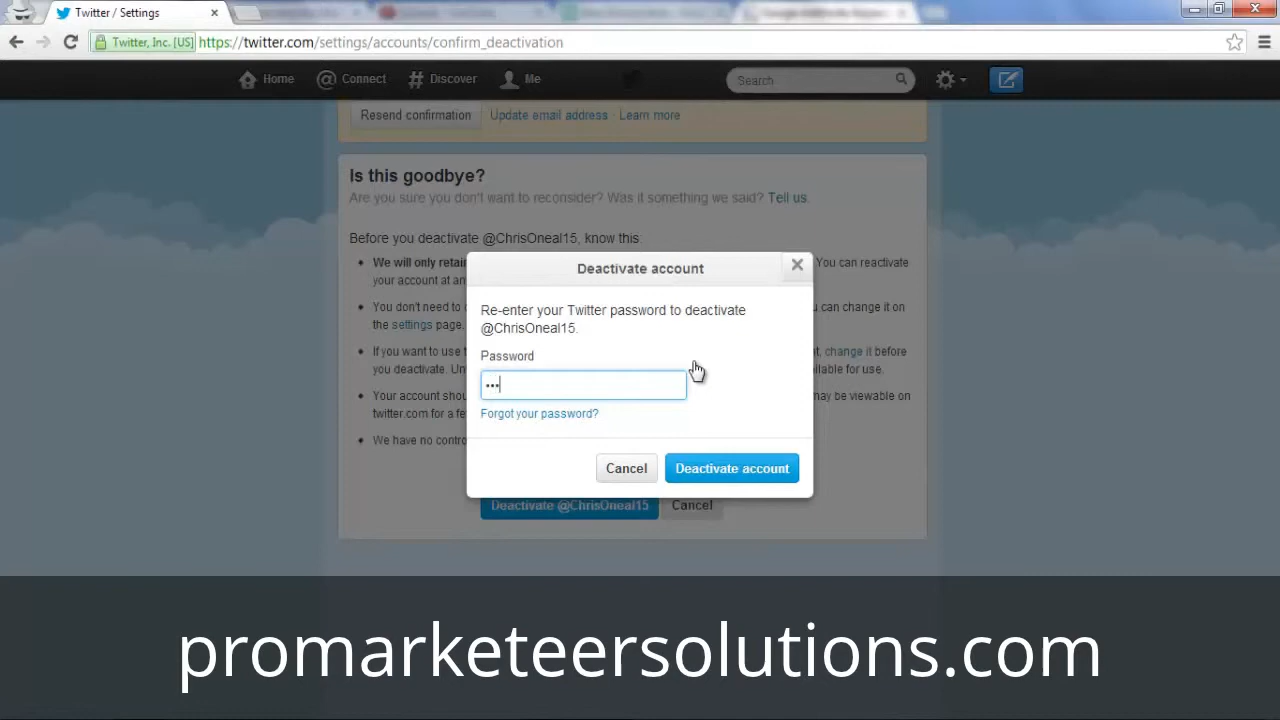 Twitter / Settings
Twitter, Inc. [US] https://twitter.com/settings/accounts/confirm_deactivation
Home Connect Discover Me Search
Resend confirmation Update email address · Learn more
Is this goodbye?
Are you sure you don't want to reconsider? Was it something we said? Tell us.
Before you deactivate @ChrisOneal15, know this:
We will only retai You can reactivate
your account at an
You don't need to can change it on
the settings page.
If you want to use change it before
you deactivate. for use.
Your account may be viewable on
twitter.com for a
We have no contro
Deactivate account
Re-enter your Twitter password to deactivate
@ChrisOneal15.
Password
•••
Forgot your password?
Cancel Deactivate account
Deactivate @ChrisOneal15 Cancel
promarketeersolutions.com